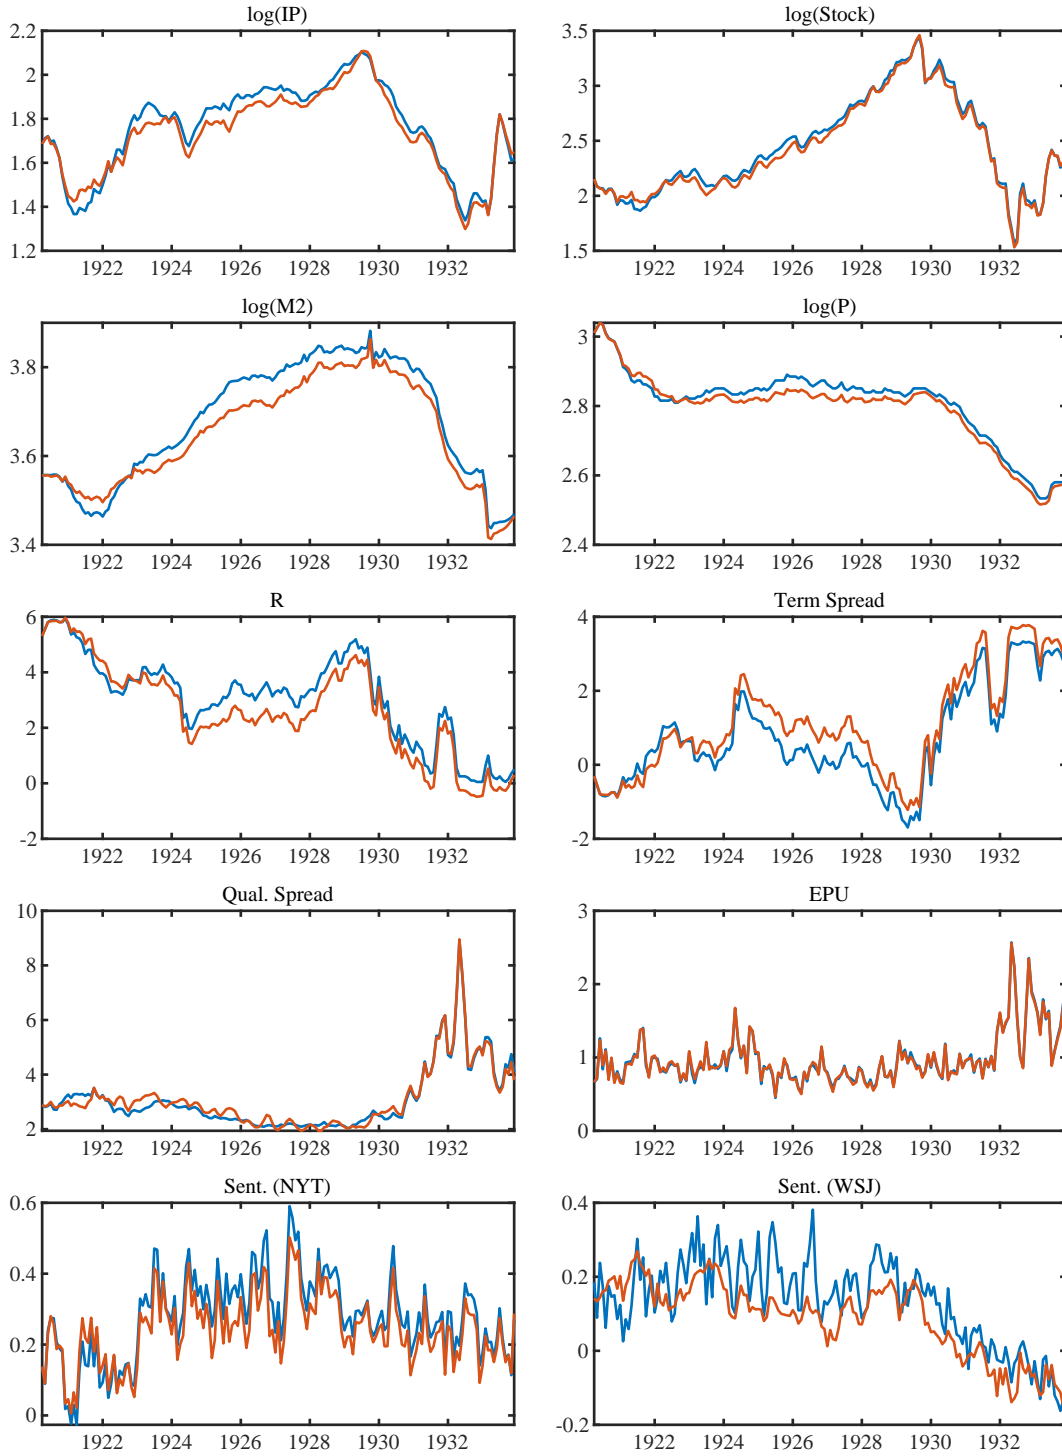 log(IP)
2.2
2
1.8
1.6
1.4
1.2
1922 1924 1926 1928 1930 1932
log(Stock)
3.5
3
2.5
2
1.5
1922 1924 1926 1928 1930 1932
log(M2)
3.8
3.6
3.4
1922 1924 1926 1928 1930 1932
log(P)
3
2.8
2.6
2.4
1922 1924 1926 1928 1930 1932
R
6
4
2
0
-2
1922 1924 1926 1928 1930 1932
Term Spread
4
2
0
-2
1922 1924 1926 1928 1930 1932
Qual. Spread
10
8
6
4
2
1922 1924 1926 1928 1930 1932
EPU
3
2
1
0
1922 1924 1926 1928 1930 1932
Sent. (NYT)
0.6
0.4
0.2
0
1922 1924 1926 1928 1930 1932
Sent. (WSJ)
0.4
0.2
0
-0.2
1922 1924 1926 1928 1930 1932